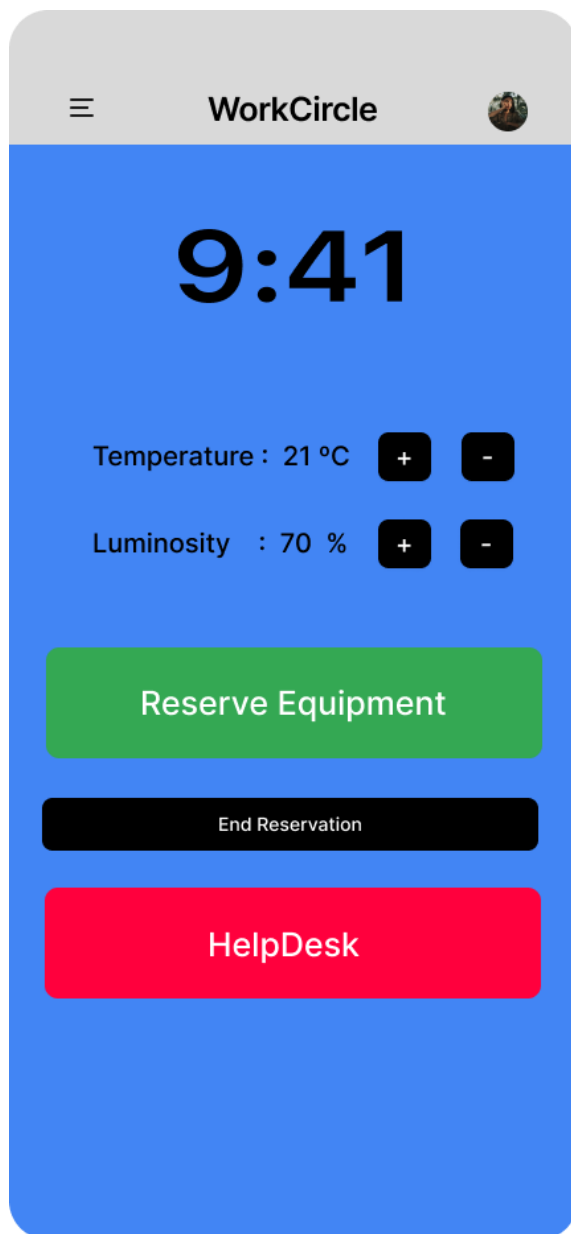 WorkCircle
9:41
Temperature : 21 ºC + -
Luminosity : 70 % + -
Reserve Equipment
End Reservation
HelpDesk